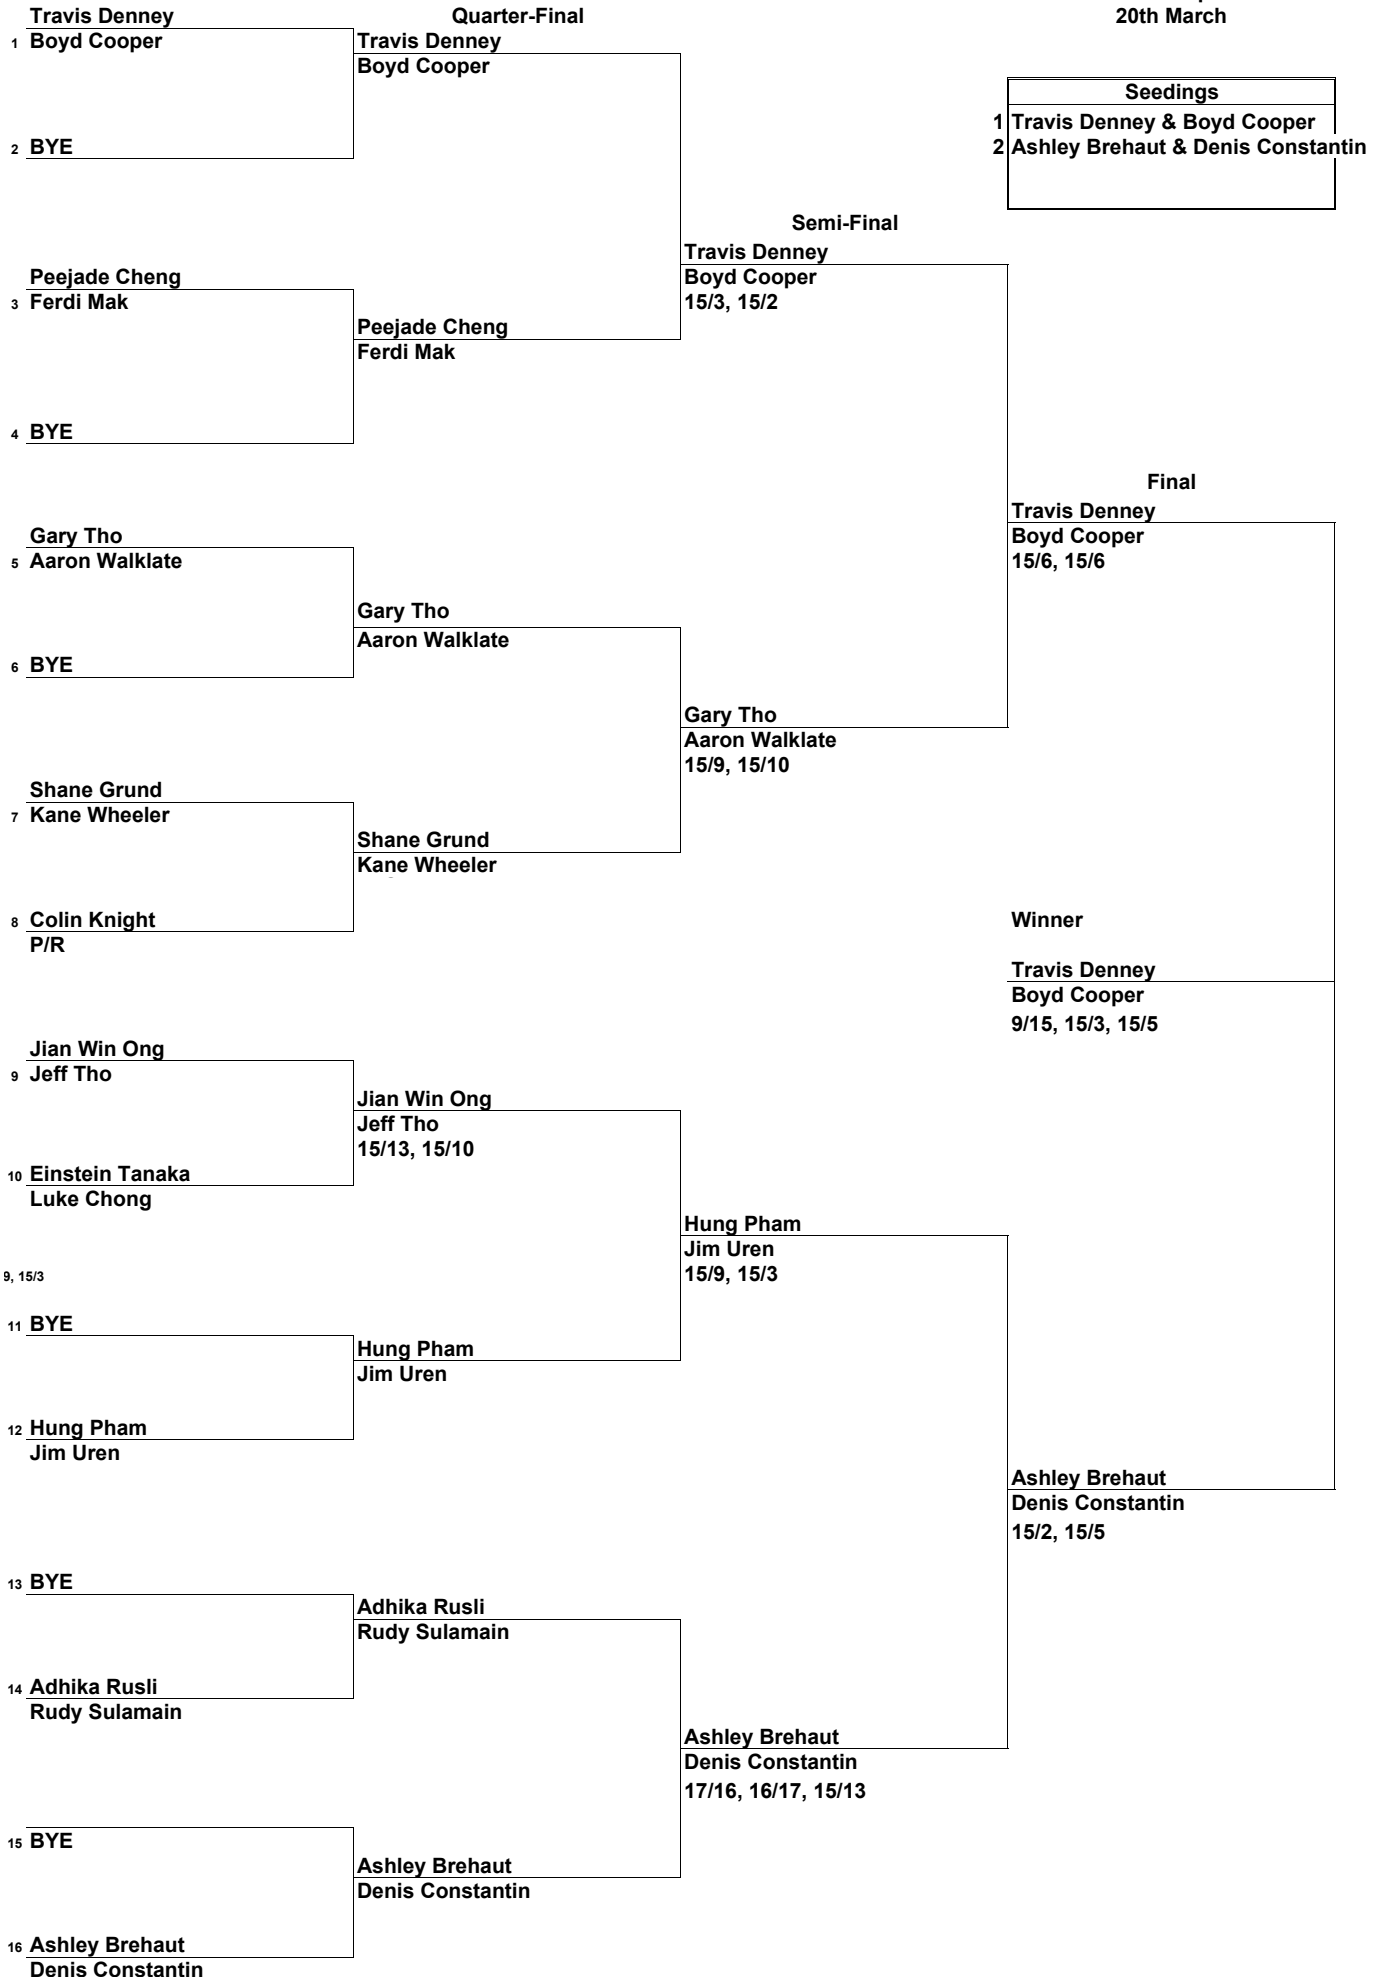 Travis Denney
Quarter-Final
20th March
1 Boyd Cooper
Travis Denney
Boyd Cooper
Seedings
1 Travis Denney & Boyd Cooper
2 BYE
2 Ashley Brehaut & Denis Constantin
Semi-Final
Travis Denney
Peejade Cheng
Boyd Cooper
3 Ferdi Mak
15/3, 15/2
Peejade Cheng
Ferdi Mak
4 BYE
Final
Travis Denney
Gary Tho
Boyd Cooper
5 Aaron Walklate
15/6, 15/6
Gary Tho
Aaron Walklate
6 BYE
Gary Tho
Aaron Walklate
15/9, 15/10
Shane Grund
7 Kane Wheeler
Shane Grund
Kane Wheeler
8 Colin Knight
Winner
P/R
Travis Denney
Boyd Cooper
9/15, 15/3, 15/5
Jian Win Ong
9 Jeff Tho
Jian Win Ong
Jeff Tho
15/13, 15/10
10 Einstein Tanaka
Luke Chong
Hung Pham
Jim Uren
9, 15/3
15/9, 15/3
11 BYE
Hung Pham
Jim Uren
12 Hung Pham
Jim Uren
Ashley Brehaut
Denis Constantin
15/2, 15/5
13 BYE
Adhika Rusli
Rudy Sulamain
14 Adhika Rusli
Rudy Sulamain
Ashley Brehaut
Denis Constantin
17/16, 16/17, 15/13
15 BYE
Ashley Brehaut
Denis Constantin
16 Ashley Brehaut
Denis Constantin